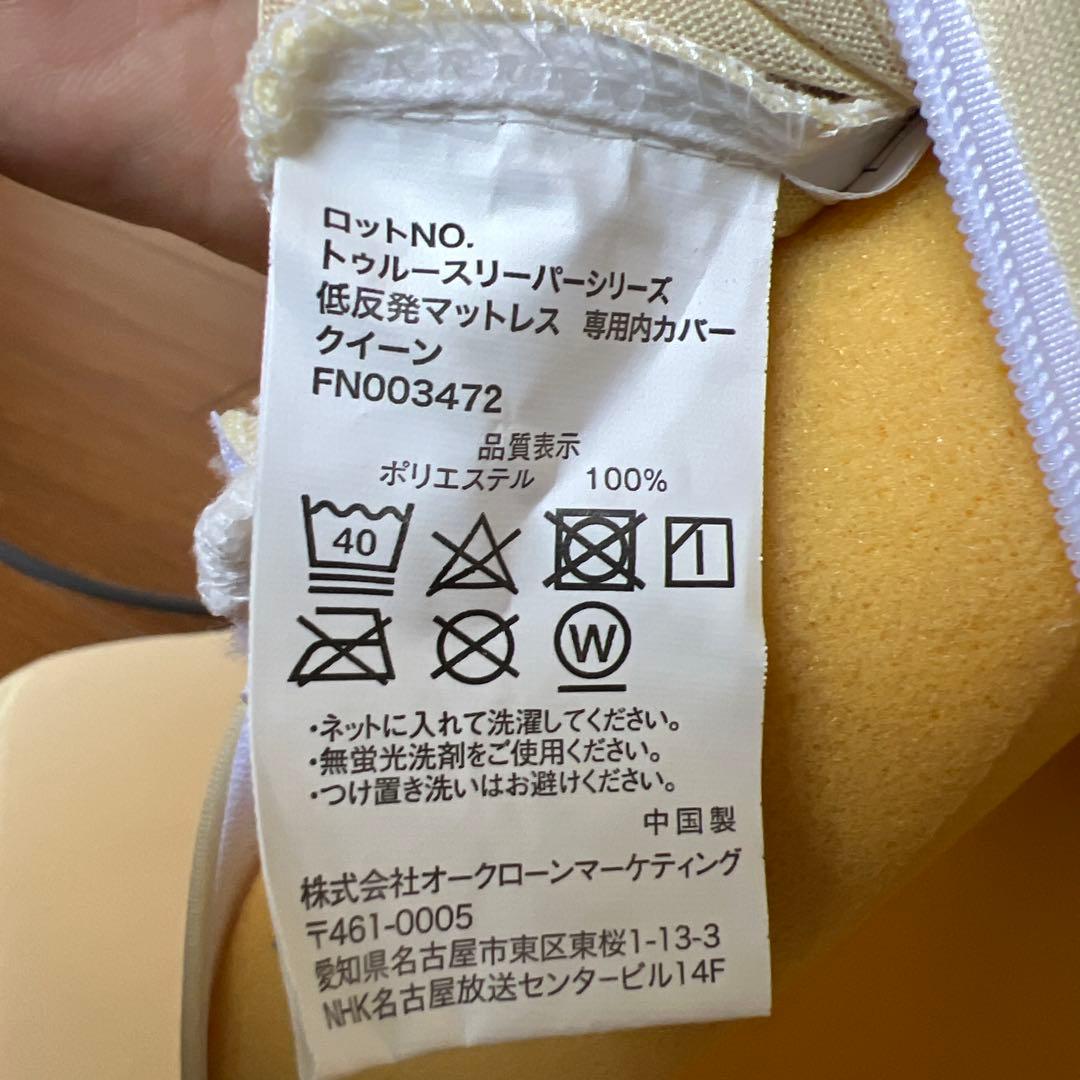 ロットNO.
トゥルースリーパーシリーズ
低反発マットレス 専用内カバー
クイーン
FN003472
品質表示
ポリエステル 100%
40
W
・ネットに入れて洗濯してください。
・無蛍光洗剤をご使用ください。
・つけ置き洗いはお避けください。
中国製
株式会社オークローンマーケティング
〒461-0005
愛知県名古屋市東区東桜1-13-3
NHK名古屋放送センタービル14F